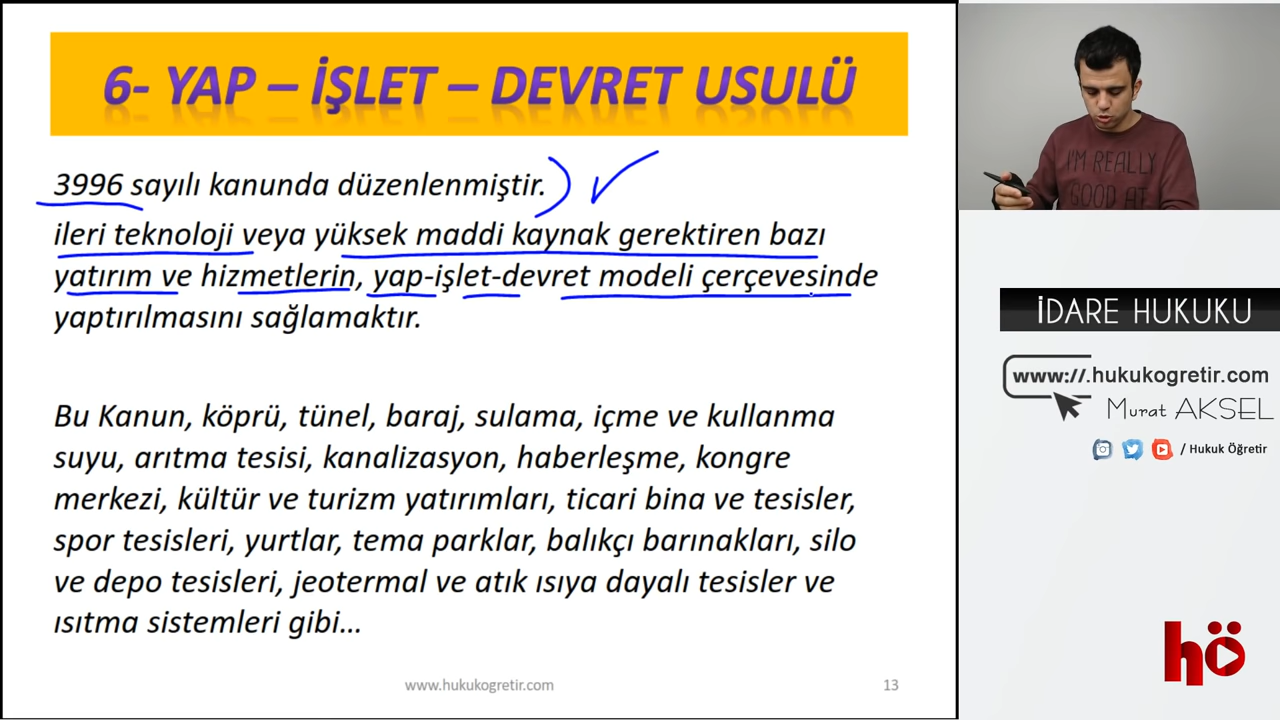 6- YAP – İŞLET – DEVRET USULÜ
3996 sayılı kanunda düzenlenmiştir.
ileri teknoloji veya yüksek maddi kaynak gerektiren bazı
yatırım ve hizmetlerin, yap-işlet-devret modeli çerçevesinde
yaptırılmasını sağlamaktır.
Bu Kanun, köprü, tünel, baraj, sulama, içme ve kullanma
suyu, arıtma tesisi, kanalizasyon, haberleşme, kongre
merkezi, kültür ve turizm yatırımları, ticari bina ve tesisler,
spor tesisleri, yurtlar, tema parklar, balıkçı barınakları, silo
ve depo tesisleri, jeotermal ve atık ısıya dayalı tesisler ve
ısıtma sistemleri gibi...
www.hukukogretir.com
13
I'M REALLY
GOOD AT
İDARE HUKUKU
www://.hukukogretir.com
Murat AKSEL
/ Hukuk Öğretir
hö